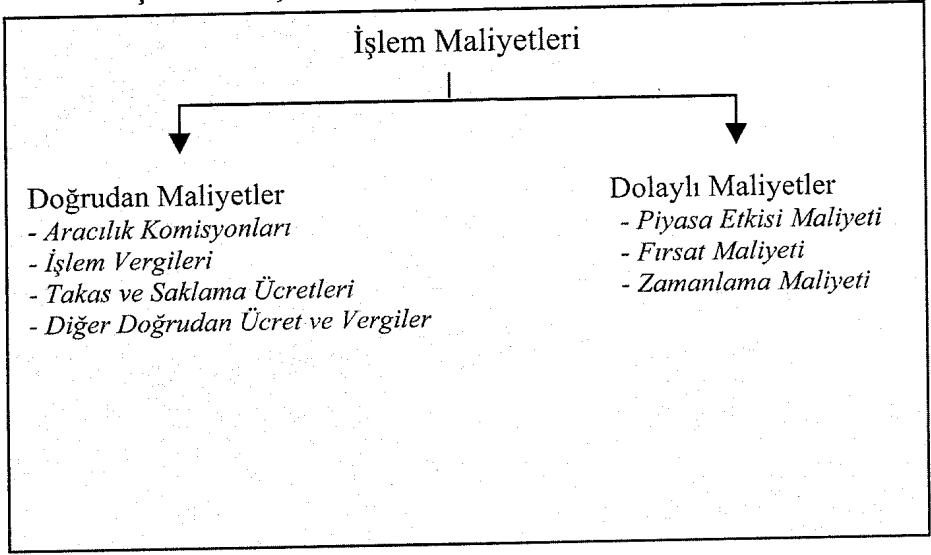 İşlem Maliyetleri
Doğrudan Maliyetler
- Aracılık Komisyonları
- İşlem Vergileri
- Takas ve Saklama Ücretleri
- Diğer Doğrudan Ücret ve Vergiler
Dolaylı Maliyetler
- Piyasa Etkisi Maliyeti
- Fırsat Maliyeti
- Zamanlama Maliyeti